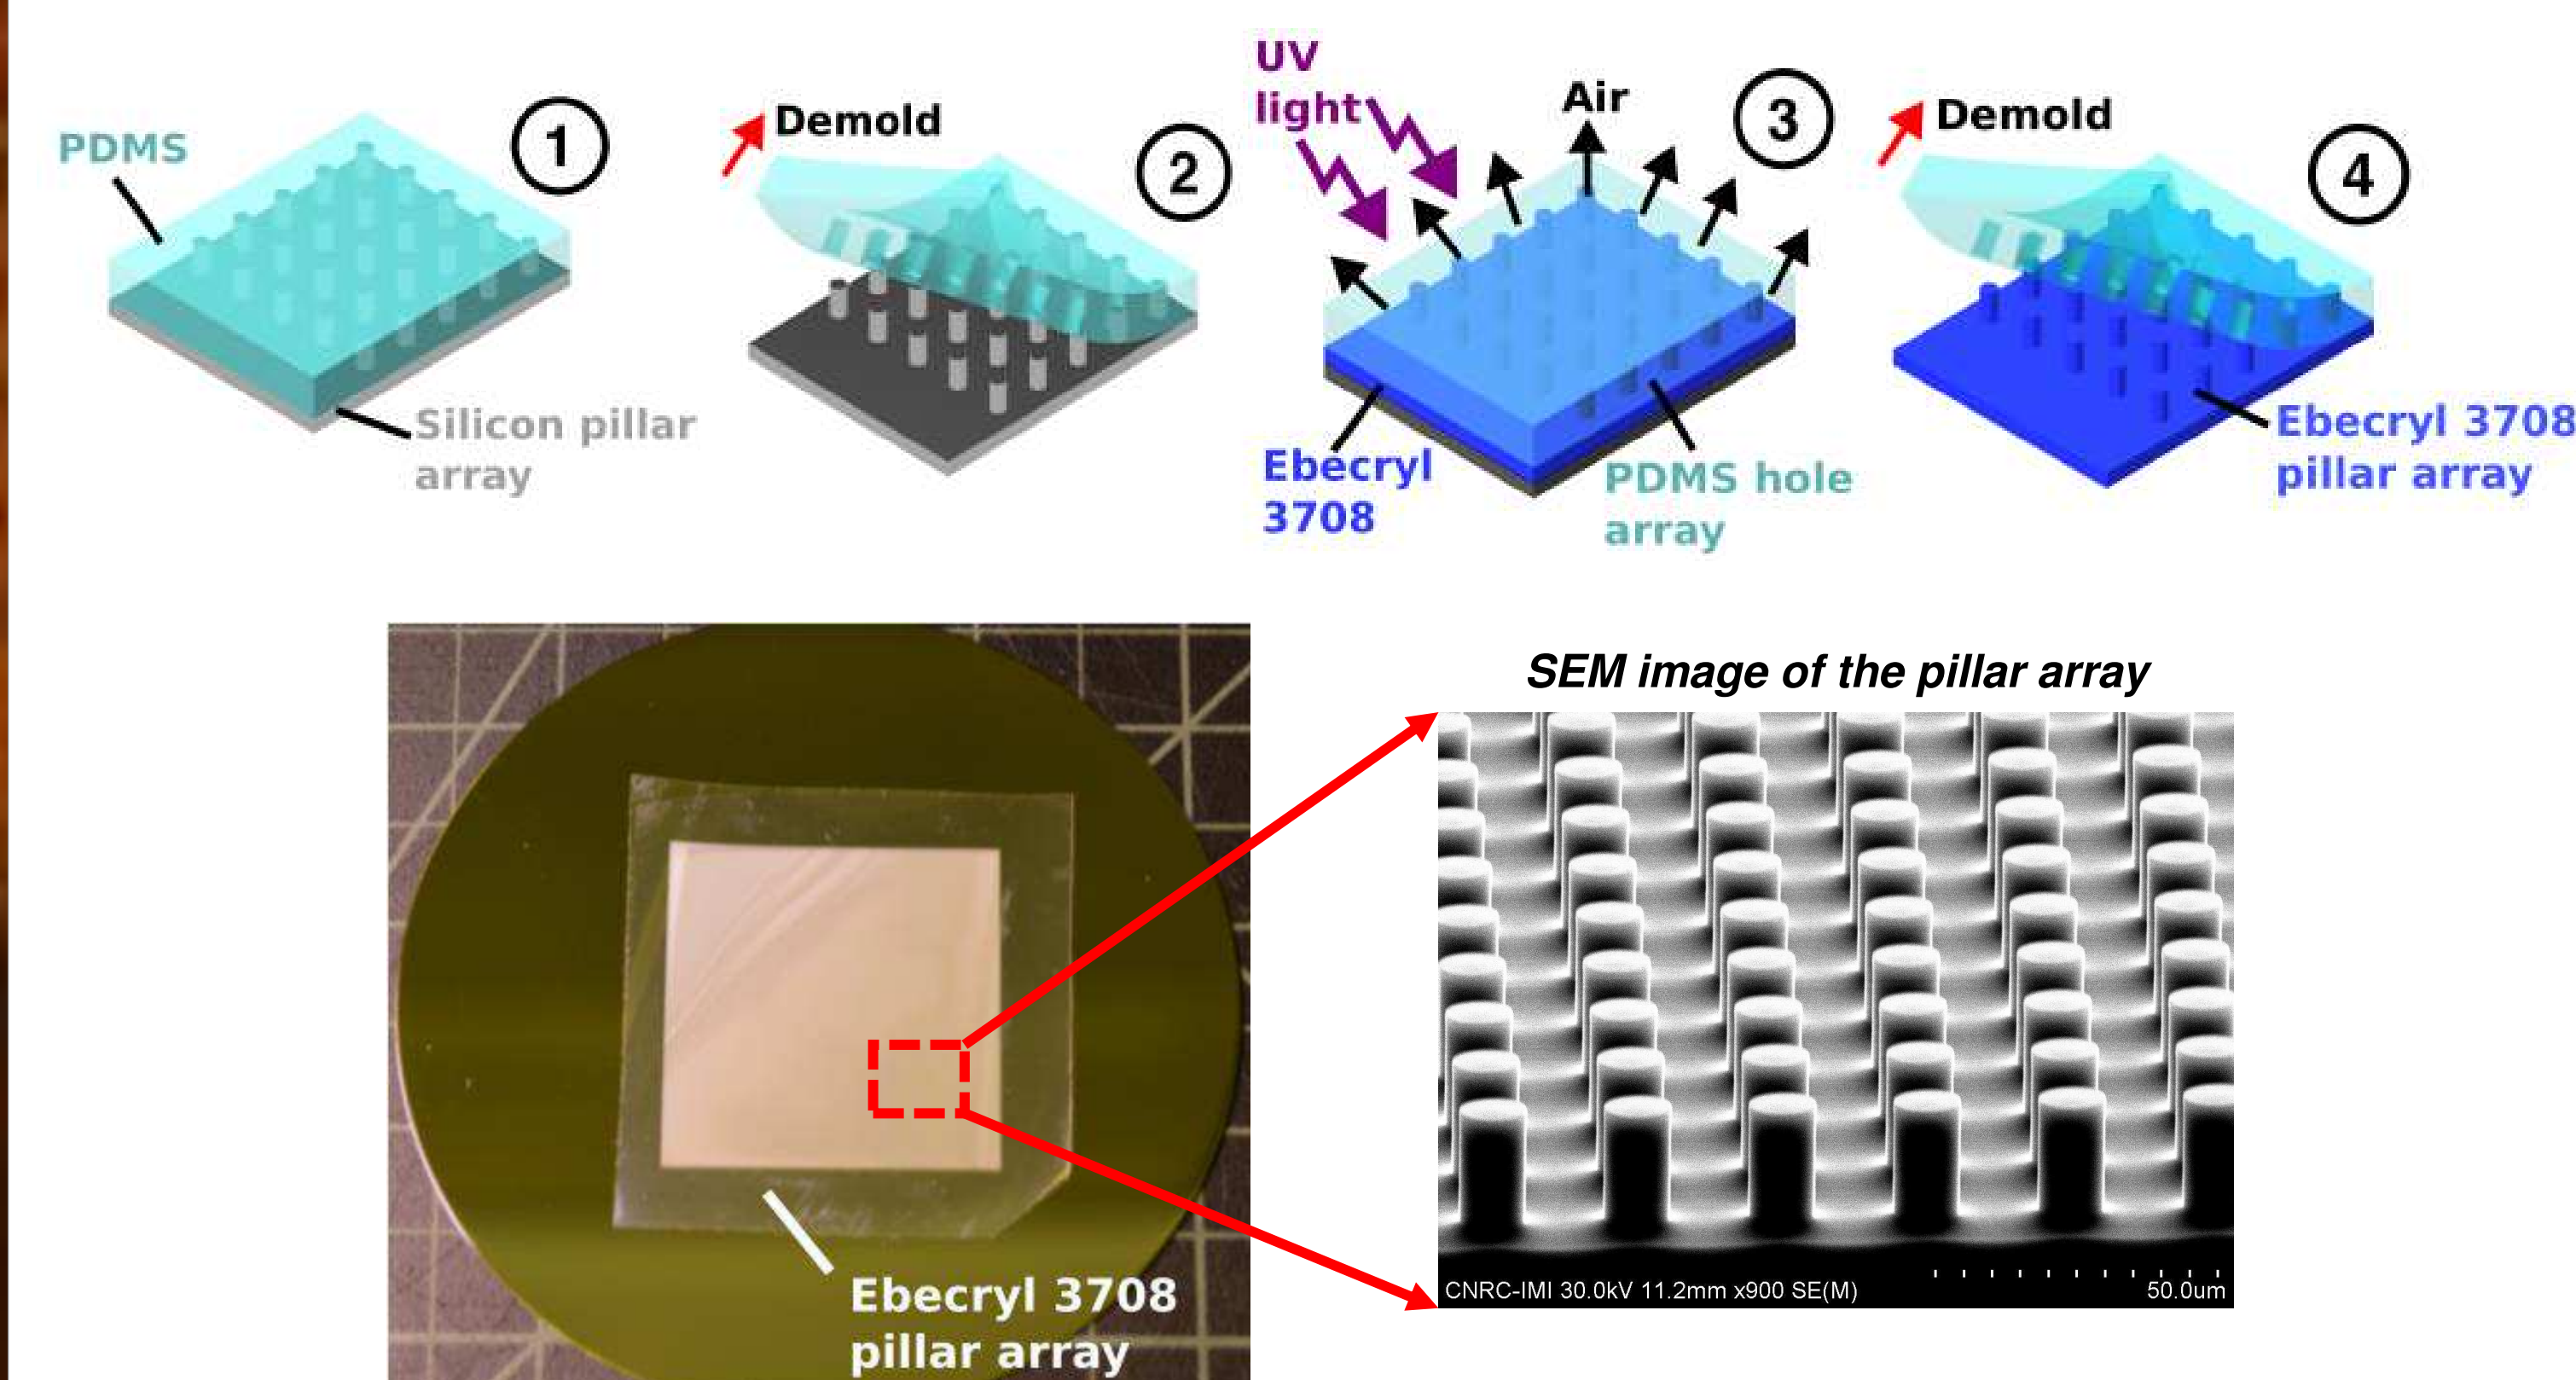 PDMS
1
Silicon pillar
array
Demold
2
UV
light
Air
3
Ebecryl
3708
PDMS hole
array
Demold
4
Ebecryl 3708
pillar array
SEM image of the pillar array
Ebecryl 3708
pillar array
CNRC-IMI 30.0kV 11.2mm x900 SE(M)
50.0um